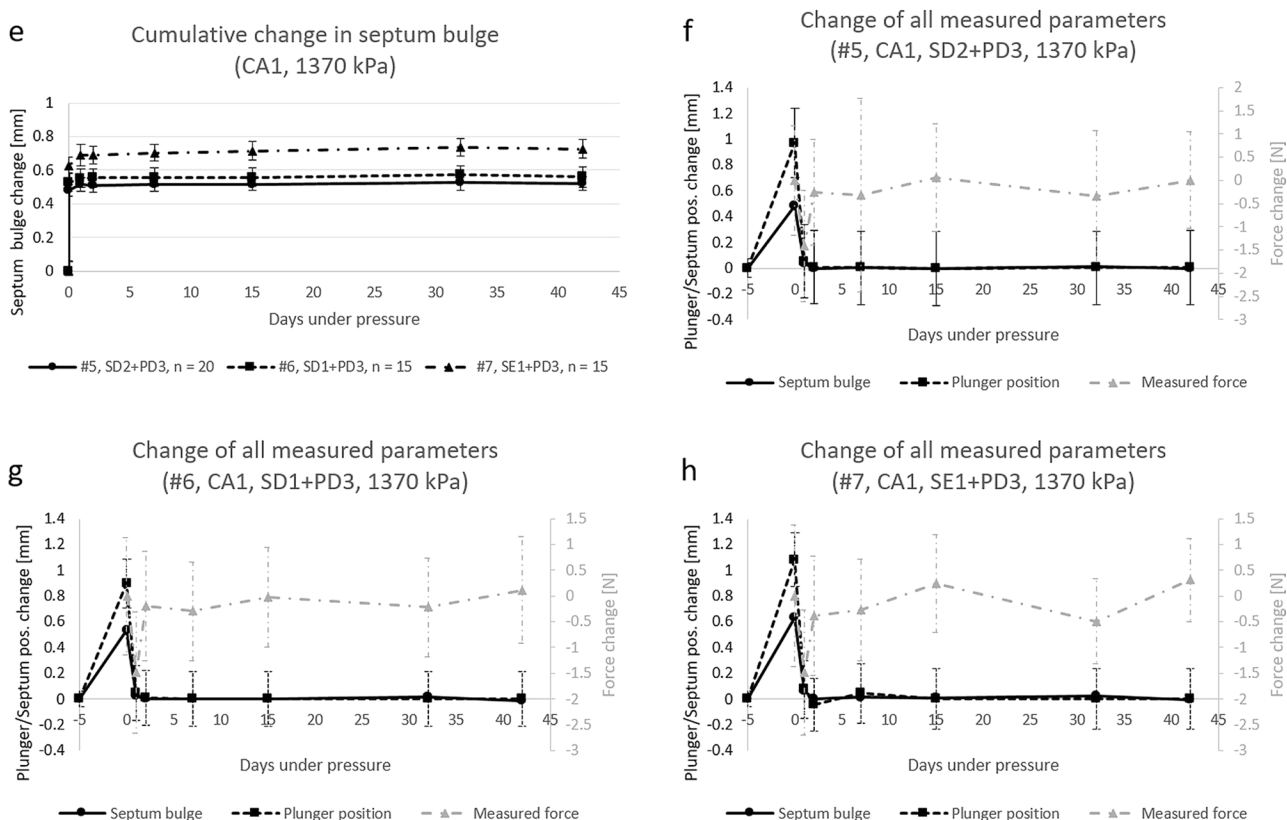 e
Cumulative change in septum bulge
(CA1, 1370 kPa)
Septum bulge change [mm]
1
0.8
0.6
0.4
0.2
0
0 5 10 15 20 25 30 35 40 45
Days under pressure
#5, SD2+PD3, n = 20 #6, SD1+PD3, n = 15 #7, SE1+PD3, n = 15
f
Change of all measured parameters
(#5, CA1, SD2+PD3, 1370 kPa)
Plunger/Septum pos. change [mm]
1.4
1.2
1
0.8
0.6
0.4
0.2
0
-0.2
-0.4
-5 0 5 10 15 20 25 30 35 40 45
2
1.5
1
0.5
0
-0.5
-1
-1.5
-2
-2.5
-3
Force change [N]
Days under pressure
Septum bulge Plunger position Measured force
g
Change of all measured parameters
(#6, CA1, SD1+PD3, 1370 kPa)
Plunger/Septum pos. change [mm]
1.4
1.2
1
0.8
0.6
0.4
0.2
0
-0.2
-0.4
-5 0 5 10 15 20 25 30 35 40 45
1.5
1
0.5
0
-0.5
-1
-1.5
-2
-2.5
-3
Force change [N]
Days under pressure
Septum bulge Plunger position Measured force
h
Change of all measured parameters
(#7, CA1, SE1+PD3, 1370 kPa)
Plunger/Septum pos. change [mm]
1.4
1.2
1
0.8
0.6
0.4
0.2
0
-0.2
-0.4
-5 0 5 10 15 20 25 30 35 40 45
1.5
1
0.5
0
-0.5
-1
-1.5
-2
-2.5
-3
Force change [N]
Days under pressure
Septum bulge Plunger position Measured force